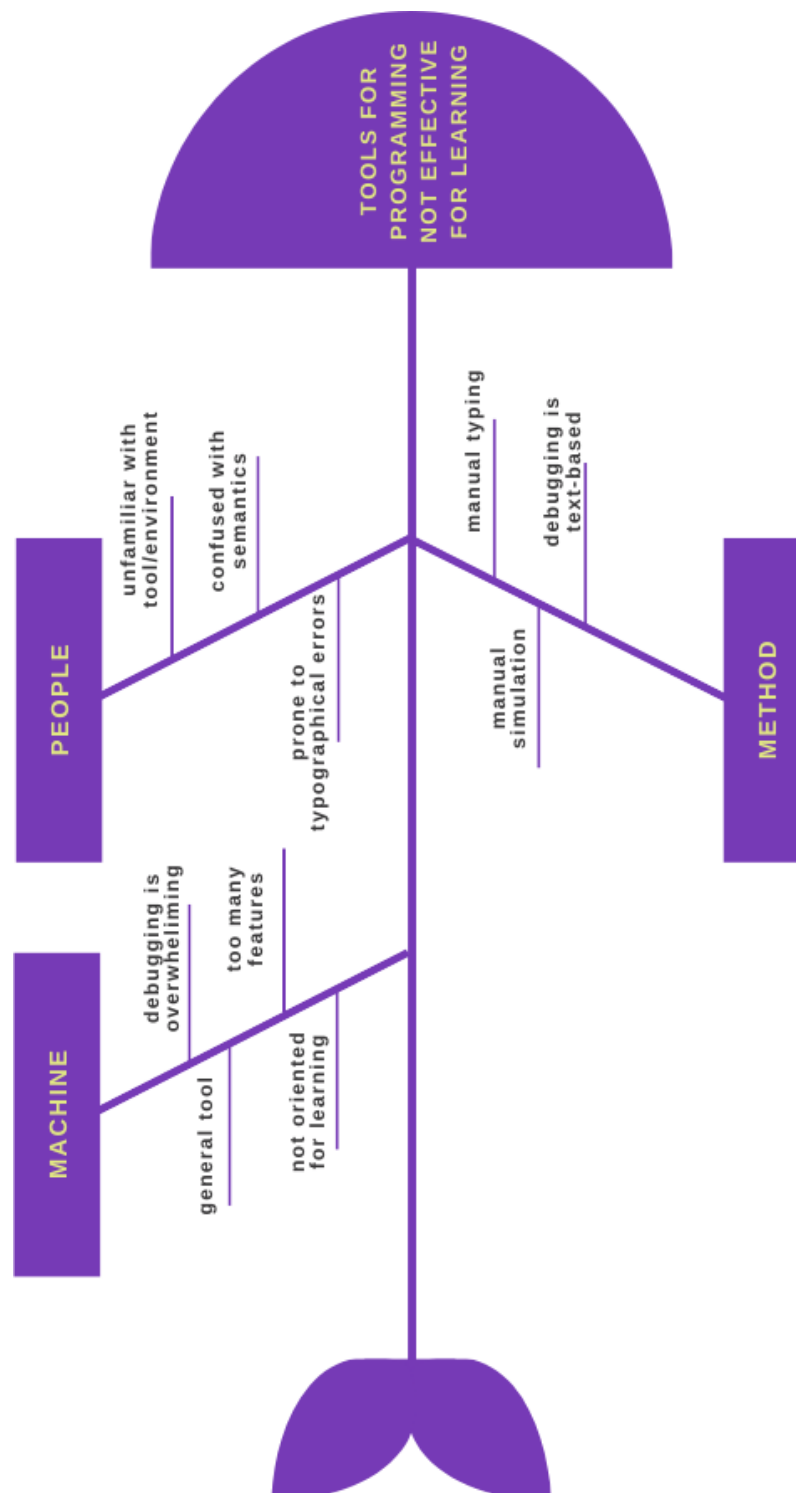 TOOLS FOR
PROGRAMMING
NOT EFFECTIVE
FOR LEARNING
MACHINE
debugging is
overwheliming
general tool
too many
features
not oriented
for learning
PEOPLE
unfamiliar with
tool/environment
confused with
semantics
prone to
typographical errors
manual typing
manual
simulation
debugging is
text-based
METHOD